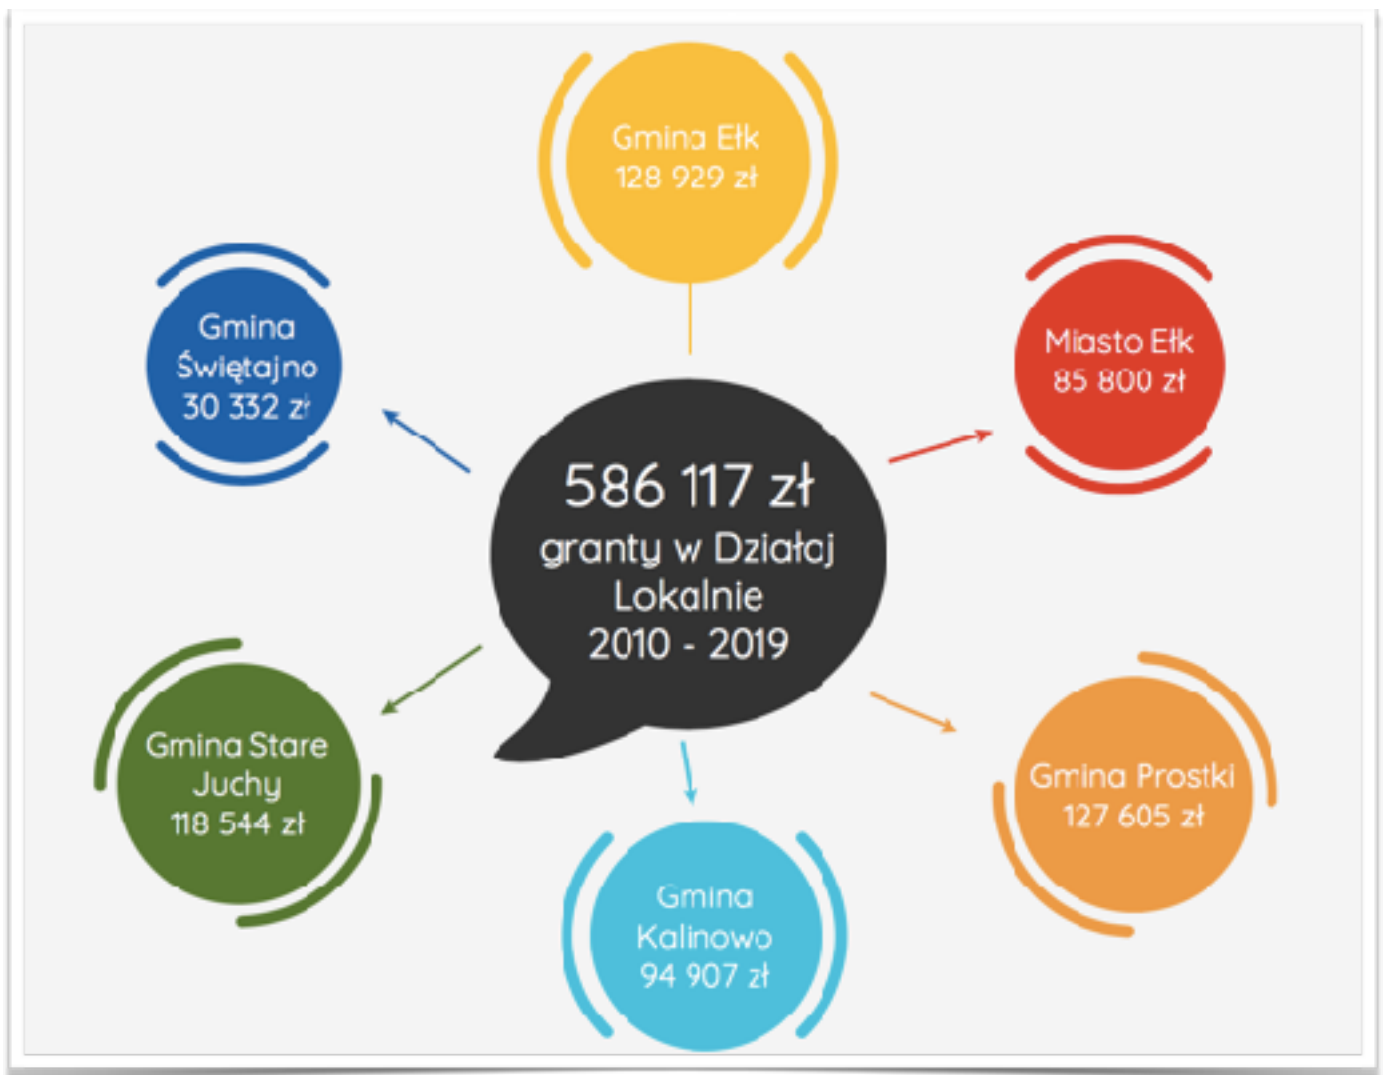 Gmina Ełk
128 929 zł
Gmina
Świętajno
30 332 zł
Miasto Ełk
85 800 zł
586 117 zł
granty w Działaj
Lokalnie
2010 - 2019
Gmina Stare
Juchy
118 544 zł
Gmina Prostki
127 605 zł
Gmina
Kalinowo
94 907 zł